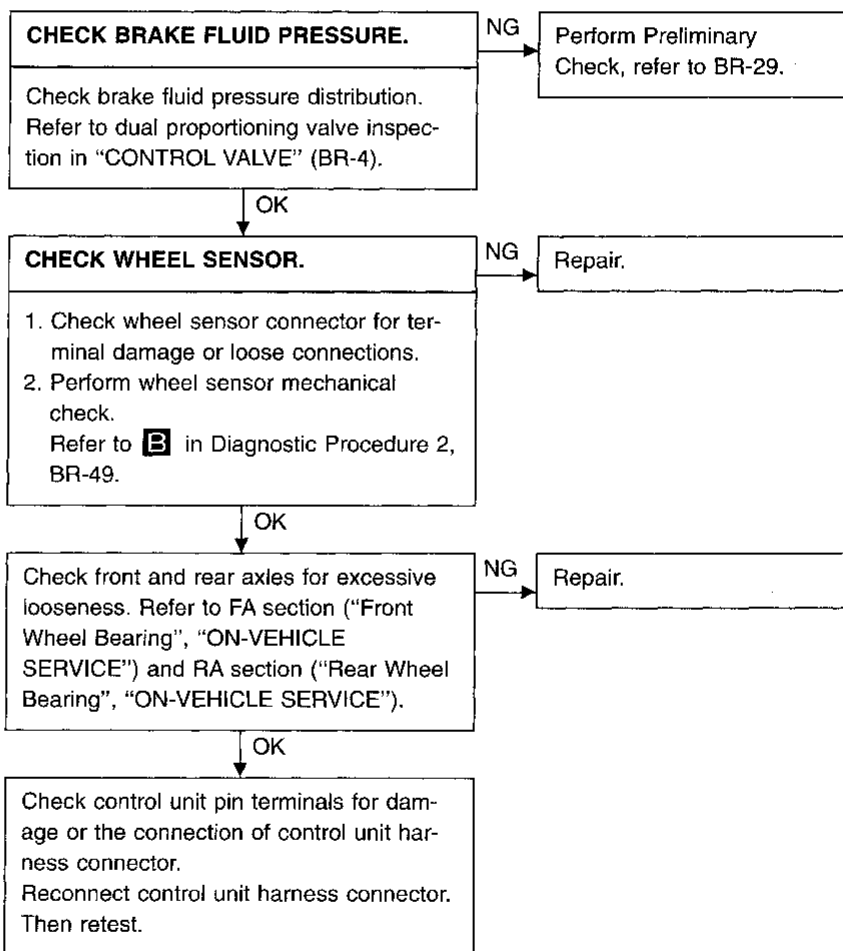 CHECK BRAKE FLUID PRESSURE.
NG
Perform Preliminary
Check, refer to BR-29.
Check brake fluid pressure distribution.
Refer to dual proportioning valve inspec-
tion in “CONTROL VALVE” (BR-4).
OK
CHECK WHEEL SENSOR.
NG
Repair.
1. Check wheel sensor connector for ter-
minal damage or loose connections.
2. Perform wheel sensor mechanical
check.
Refer to B in Diagnostic Procedure 2,
BR-49.
OK
Check front and rear axles for excessive
looseness. Refer to FA section (“Front
Wheel Bearing”, “ON-VEHICLE
SERVICE”) and RA section (“Rear Wheel
Bearing”, “ON-VEHICLE SERVICE”).
NG
Repair.
OK
Check control unit pin terminals for dam-
age or the connection of control unit har-
ness connector.
Reconnect control unit harness connector.
Then retest.